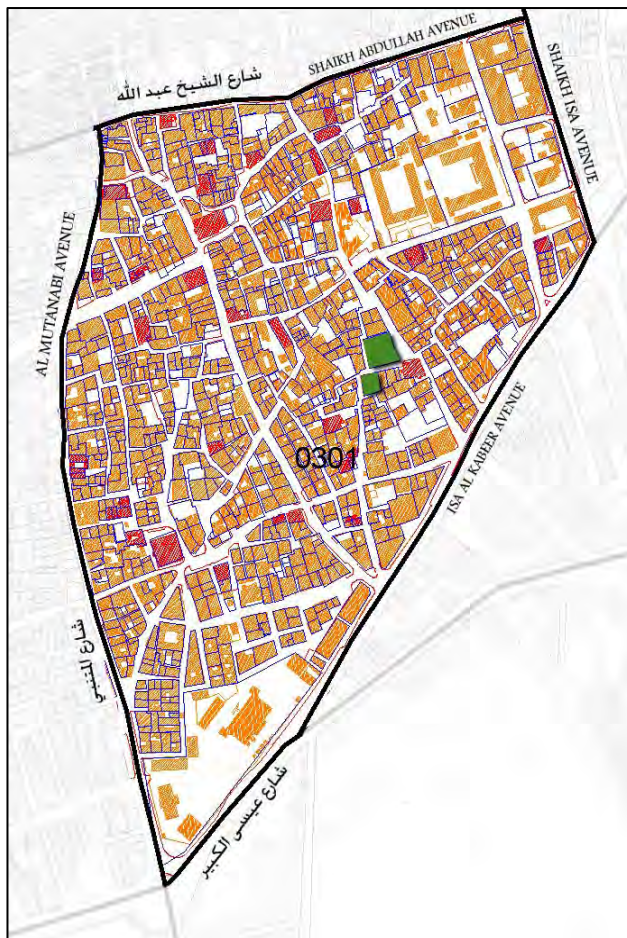 SHAIKH ABDULLAH AVENUE
شارع الشيخ عبد الله
SHAIKH ISA AVENUE
AL MUTANABI AVENUE
0301
ISA AL KABEER AVENUE
شارع المتنبي
شارع عيسى الكبير